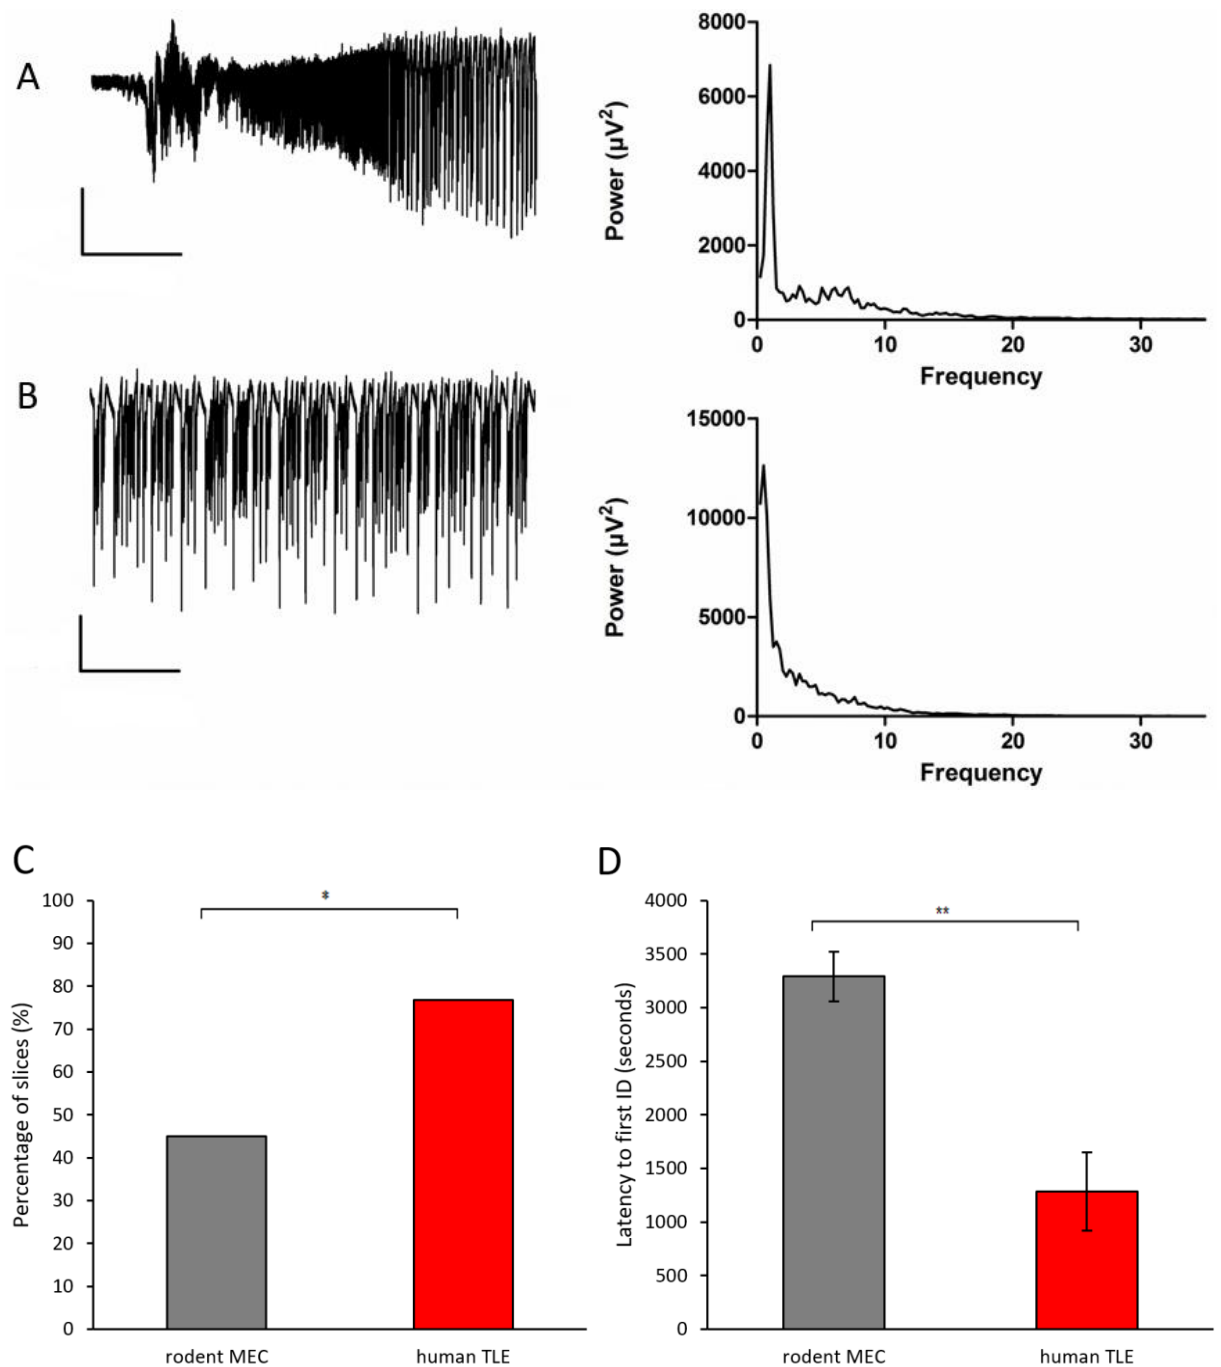 A
Power (µV²)
8000
6000
4000
2000
0
0 10 20 30
Frequency
B
Power (µV²)
15000
10000
5000
0
0 10 20 30
Frequency
C
Percentage of slices (%)
100
90
80
70
60
50
40
30
20
10
0
*
rodent MEC human TLE
D
Latency to first ID (seconds)
4000
3500
3000
2500
2000
1500
1000
500
0
**
rodent MEC human TLE